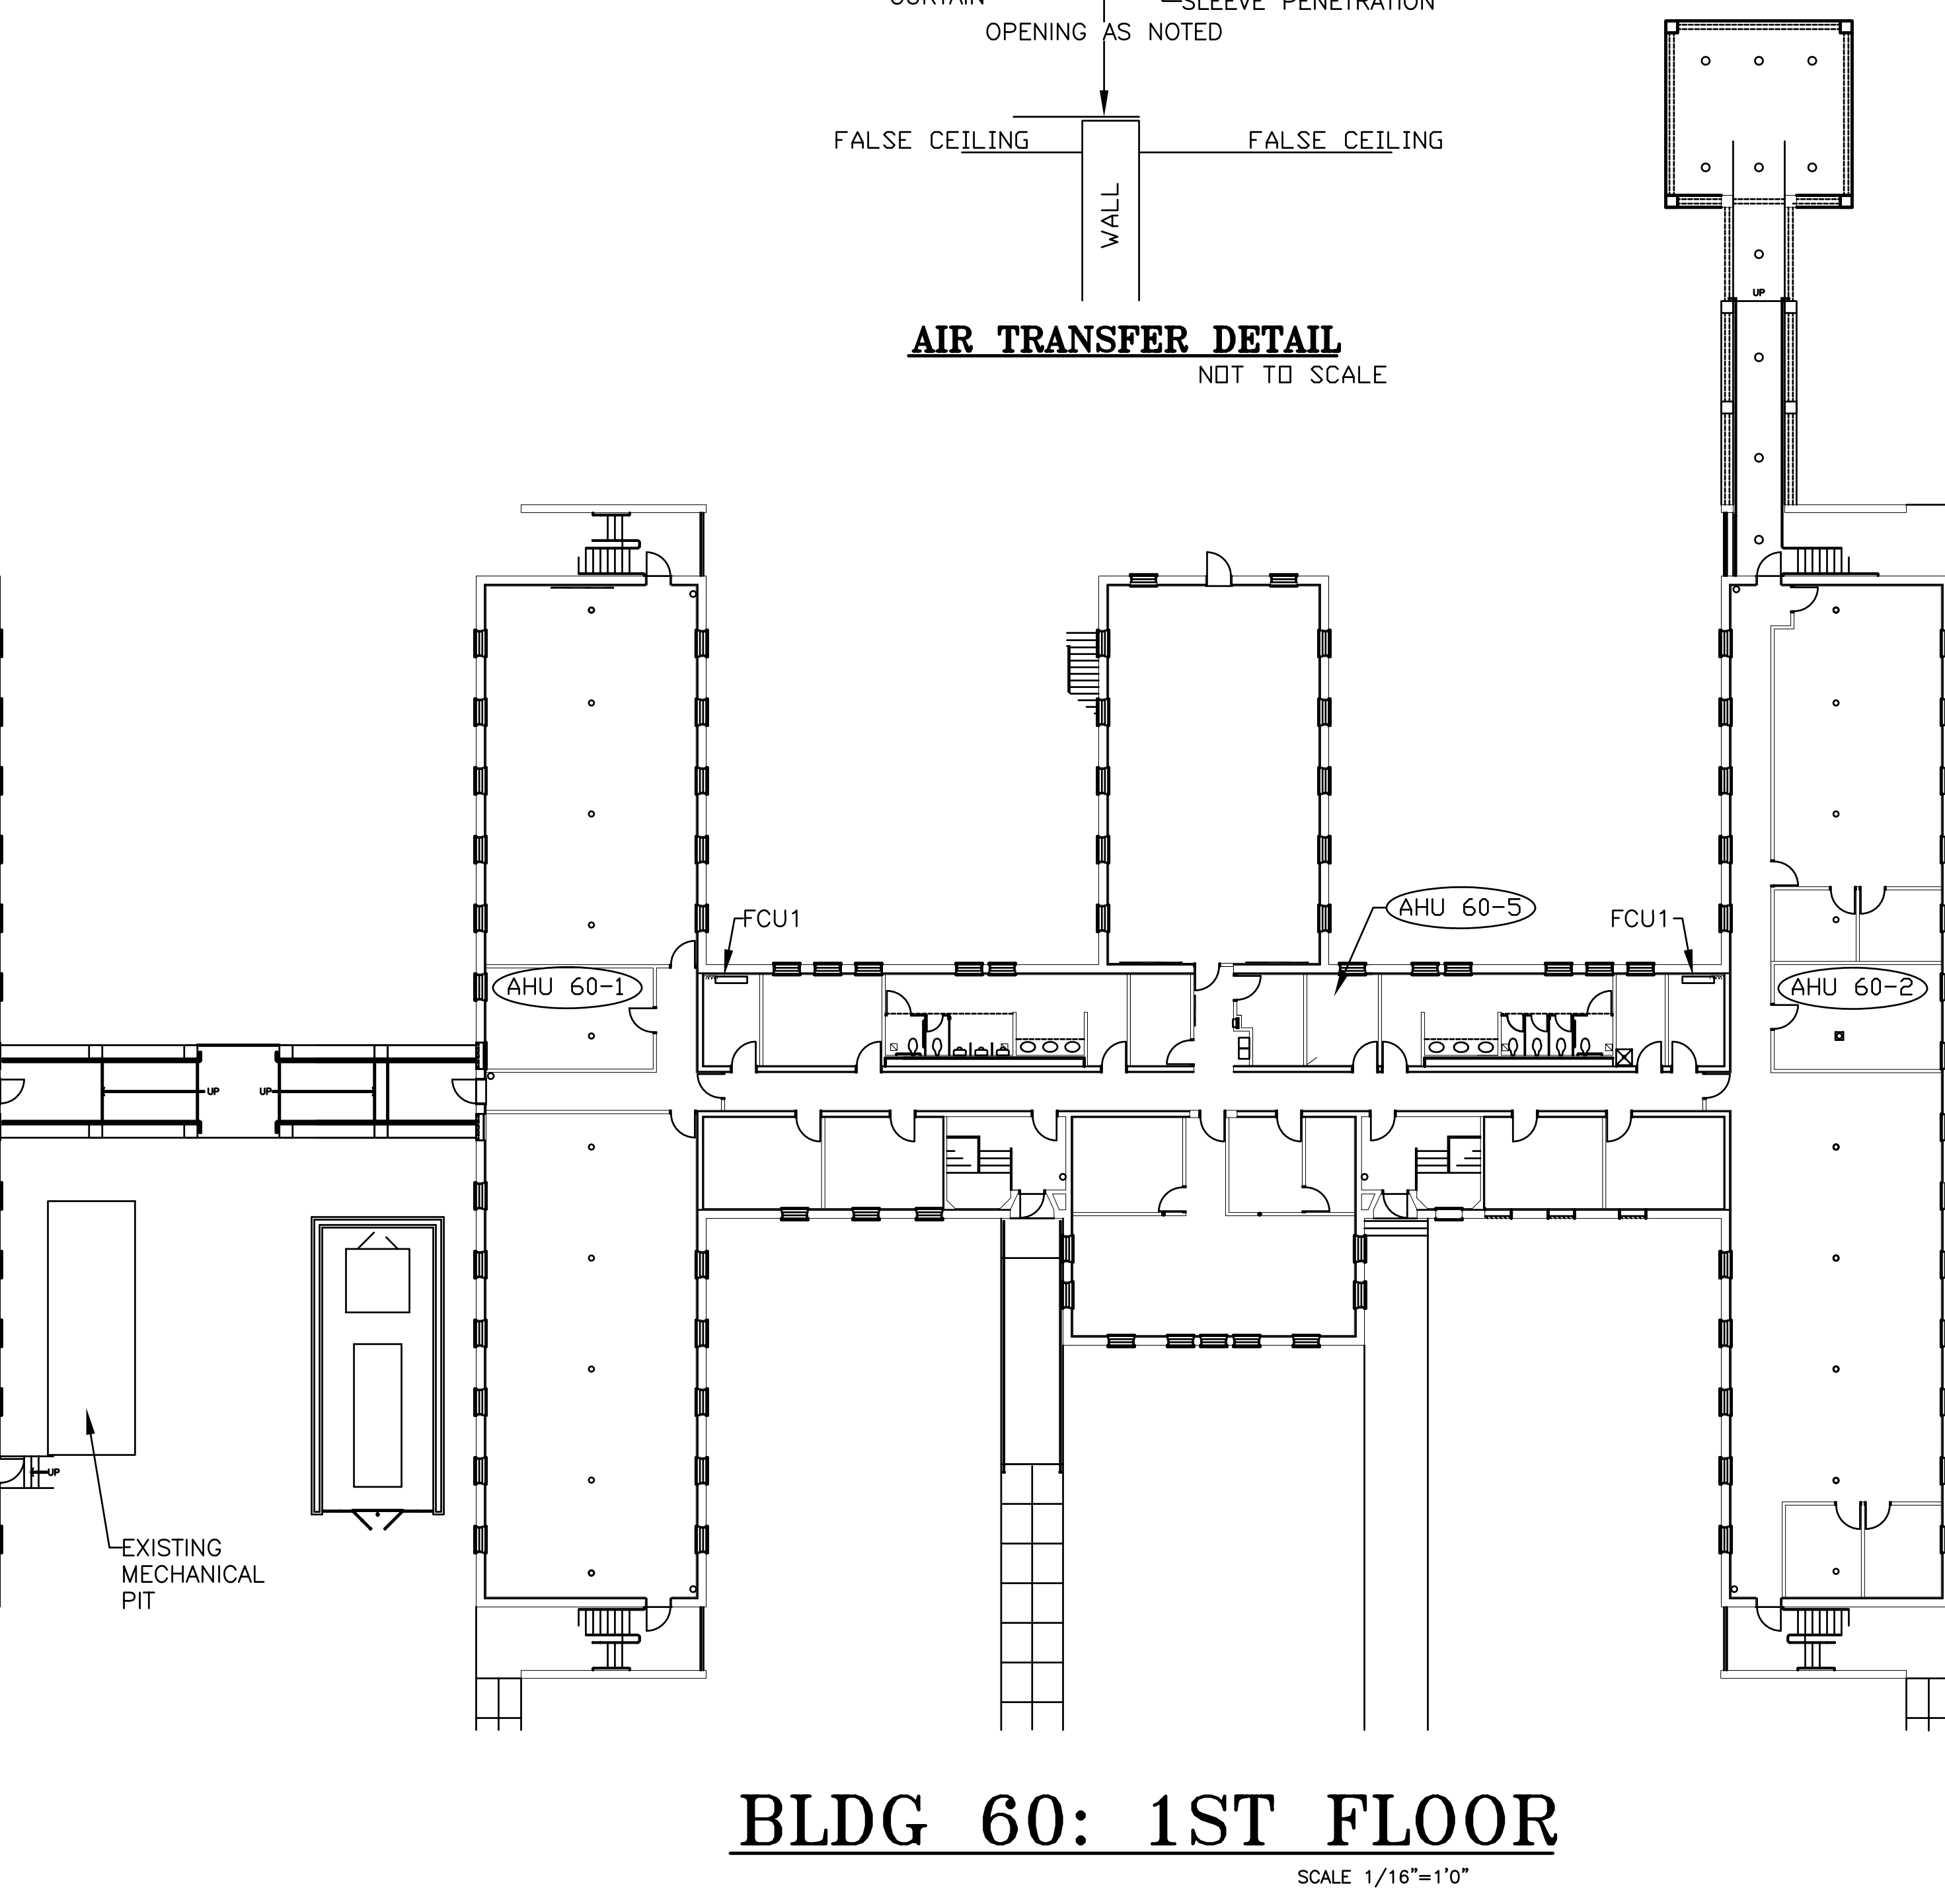 SLEEVE PENETRATION
OPENING AS NOTED
FALSE CEILING
FALSE CEILING
WALL
AIR TRANSFER DETAIL
NOT TO SCALE
UP
FCU1
AHU 60-5
FCU1
AHU 60-1
AHU 60-2
UP
UP
UP
EXISTING
MECHANICAL
PIT
BLDG 60: 1ST FLOOR
SCALE 1/16"=1'0"